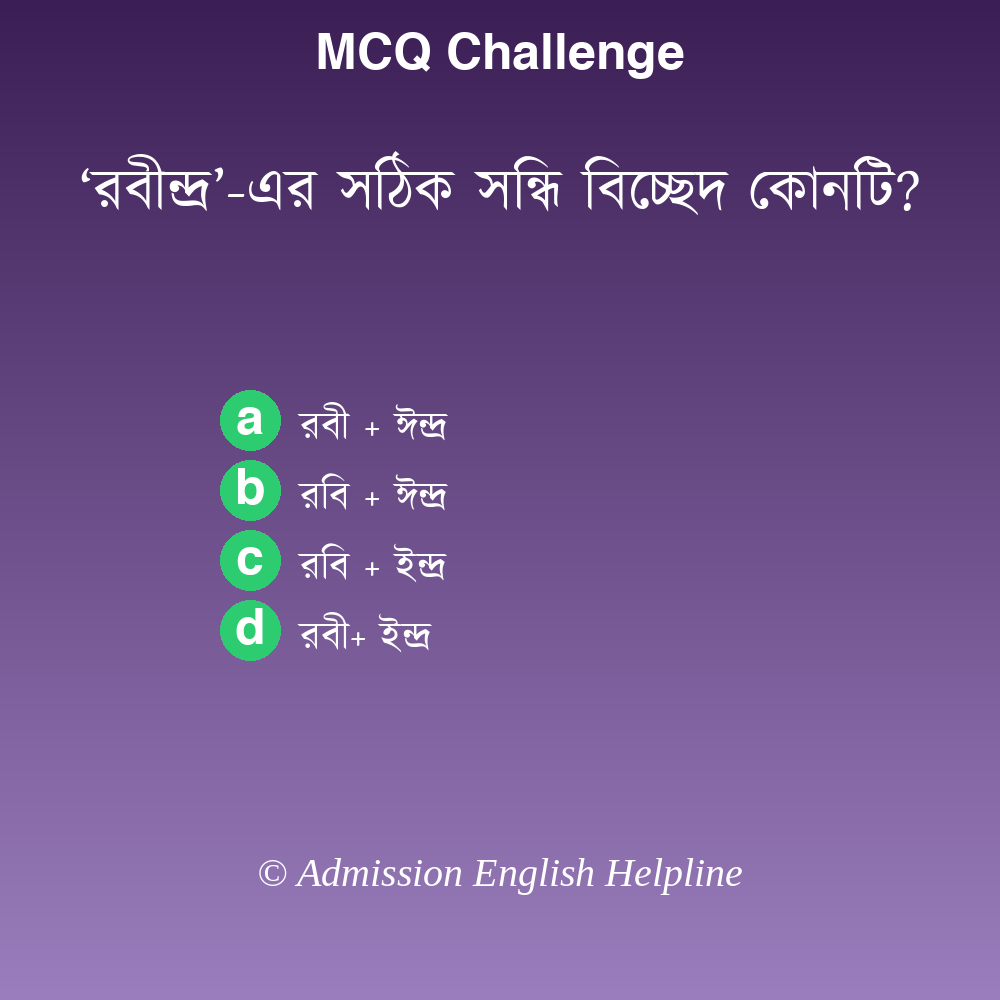 MCQ Challenge
‘রবীন্দ্র’-এর সঠিক সন্ধি বিচ্ছেদ কোনটি?
a রবী + ঈন্দ্র
b রবি + ঈন্দ্র
c রবি + ইন্দ্র
d রবী+ ইন্দ্র
© Admission English Helpline